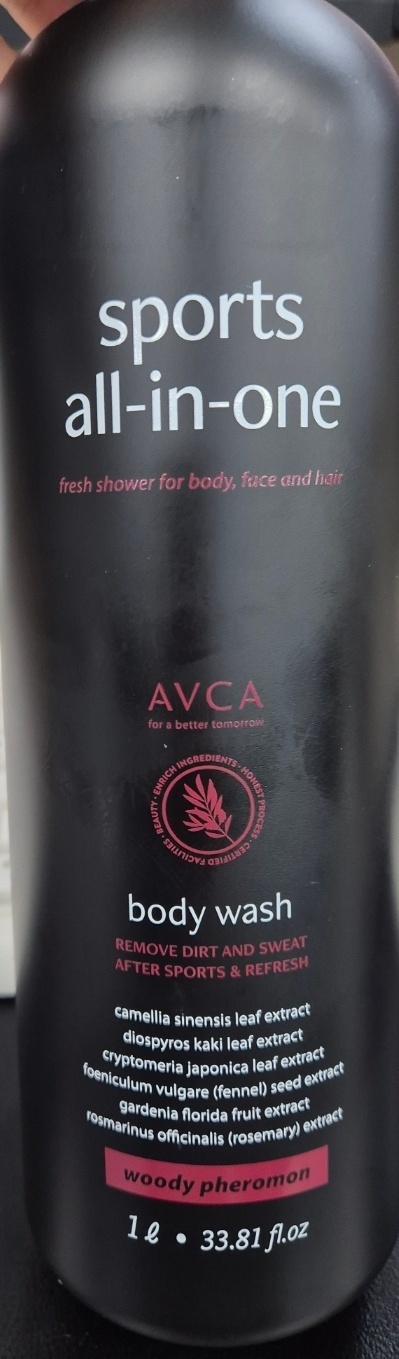 sports
all-in-one
fresh shower for body, face and hair
AVCA
for a better tomorrow
BEAUTY · ENRICH INGREDIENTS · HONEST PROCESS · CERTIFIED FACILITIES ·
body wash
REMOVE DIRT AND SWEAT
AFTER SPORTS & REFRESH
camellia sinensis leaf extract
diospyros kaki leaf extract
cryptomeria japonica leaf extract
foeniculum vulgare (fennel) seed extract
gardenia florida fruit extract
rosmarinus officinalis (rosemary) extract
woody pheromon
1 ℓ • 33.81 fl.oz